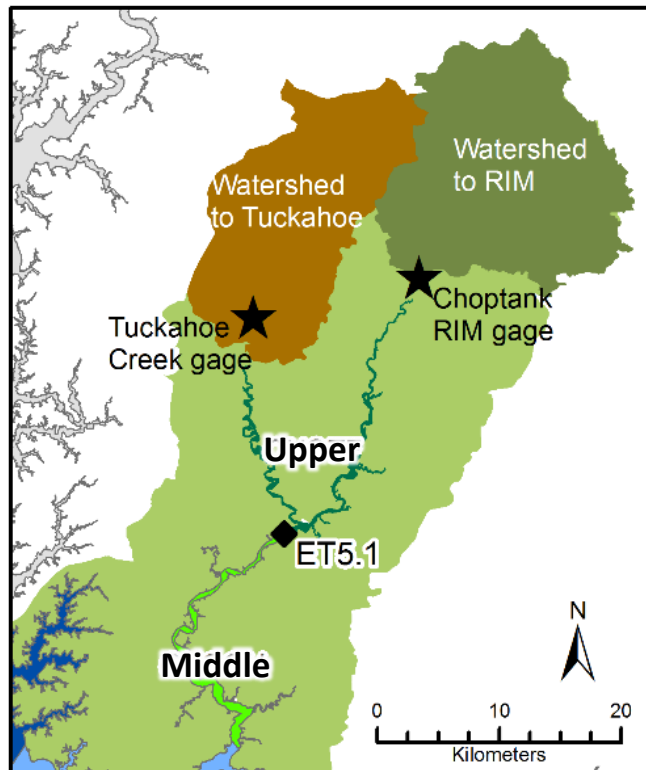 Watershed
to RIM
Watershed
to Tuckahoe
Choptank
RIM gage
Tuckahoe
Creek gage
Upper
ET5.1
N
Middle
0 10 20
Kilometers